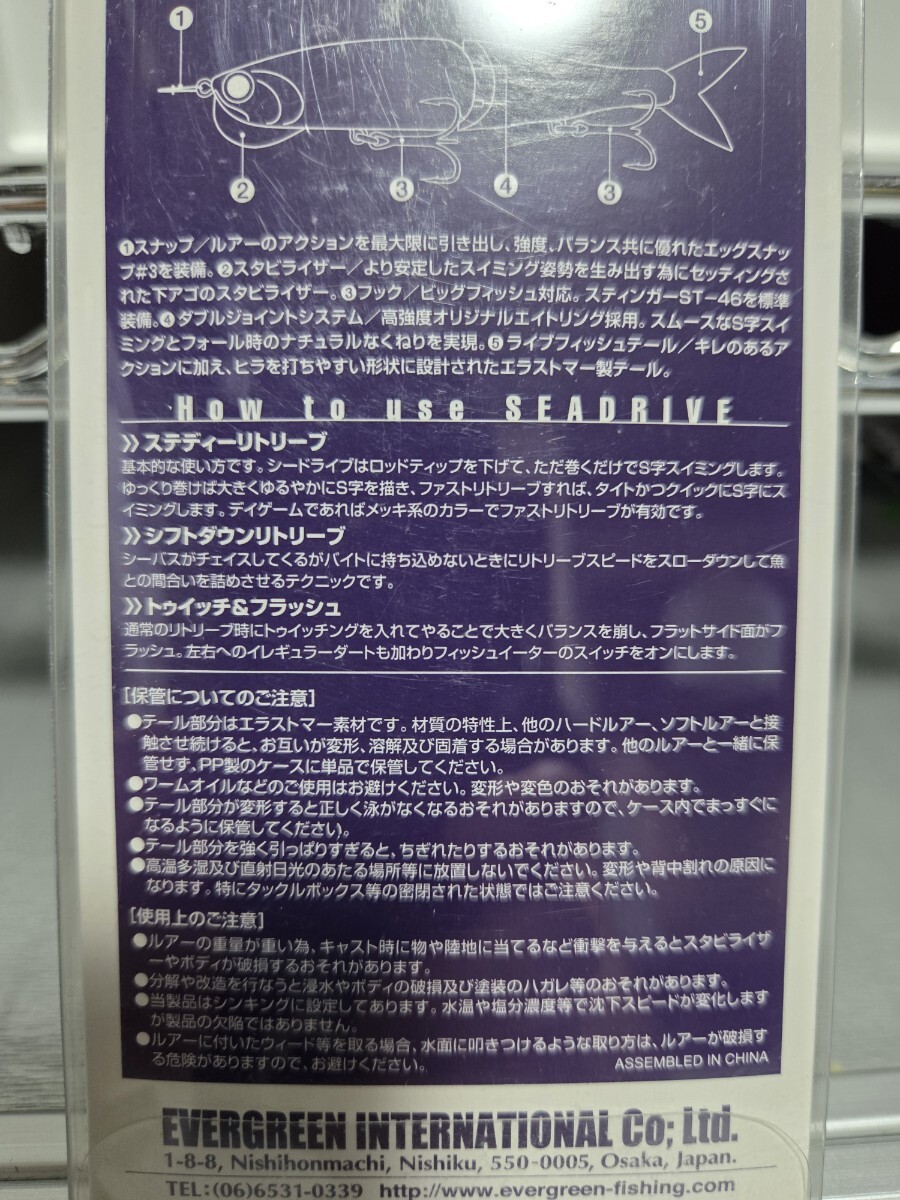 1
5
2
3
4
3
❶スナップ/ルアーのアクションを最大限に引き出し、強度、バランス共に優れたエッグスナッ
プ#3を装備。❷スタビライザー/より安定したスイミング姿勢を生み出す為にセッティングさ
れた下アゴのスタビライザー。❸フック/ビッグフィッシュ対応。スティンガーST-46を標準
装備。❹ダブルジョイントシステム/高強度オリジナルエイトリング採用。スムースなS字スイ
ミングとフォール時のナチュラルなくねりを実現。❺ライブフィッシュテール/キレのあるア
クションに加え、ヒラを打ちやすい形状に設計されたエラストマー製テール。
How to use SEADRIVE
≫ステディーリトリーブ
基本的な使い方です。シードライブはロッドティップを下げて、ただ巻くだけでS字スイミングします。
ゆっくり巻けば大きくゆるやかにS字を描き、ファストリトリーブすれば、タイトかつクイックにS字にス
イミングします。デイゲームであればメッキ系のカラーでファストリトリーブが有効です。
≫シフトダウンリトリーブ
シーバスがチェイスしてくるがバイトに持ち込めないときにリトリーブスピードをスローダウンして魚
との間合いを詰めさせるテクニックです。
≫トゥイッチ&フラッシュ
通常のリトリーブ時にトゥイッチングを入れてやることで大きくバランスを崩し、フラットサイド面がフ
ラッシュ。左右へのイレギュラーダートも加わりフィッシュイーターのスイッチをオンにします。
[保管についてのご注意]
●テール部分はエラストマー素材です。材質の特性上、他のハードルアー、ソフトルアーと接
触させ続けると、お互いが変形、溶解及び固着する場合があります。他のルアーと一緒に保
管せず、PP製のケースに単品で保管してください。
●ワームオイルなどのご使用はお避けください。変形や変色のおそれがあります。
●テール部分が変形すると正しく泳がなくなるおそれがありますので、ケース内でまっすぐに
なるように保管してください)。
●テール部分を強く引っぱりすぎると、ちぎれたりするおそれがあります。
●高温多湿及び直射日光のあたる場所等に放置しないでください。変形や背中割れの原因に
なります。特にタックルボックス等の密閉された状態ではご注意ください。
[使用上のご注意]
●ルアーの重量が重い為、キャスト時に物や陸地に当てるなど衝撃を与えるとスタビライザ
ーやボディが破損するおそれがあります。
●分解や改造を行なうと浸水やボディの破損及び塗装のハガレ等のおそれがあります。
●当製品はシンキングに設定してあります。水温や塩分濃度等で沈下スピードが変化します
が製品の欠陥ではありません。
●ルアーに付いたウィード等を取る場合、水面に叩きつけるような取り方は、ルアーが破損す
る危険がありますので、お避けください。
ASSEMBLED IN CHINA
EVERGREEN INTERNATIONAL Co; Ltd.
1-8-8, Nishihonmachi, Nishiku, 550-0005, Osaka, Japan.
TEL:(06)6531-0339 http://www.evergreen-fishing.com